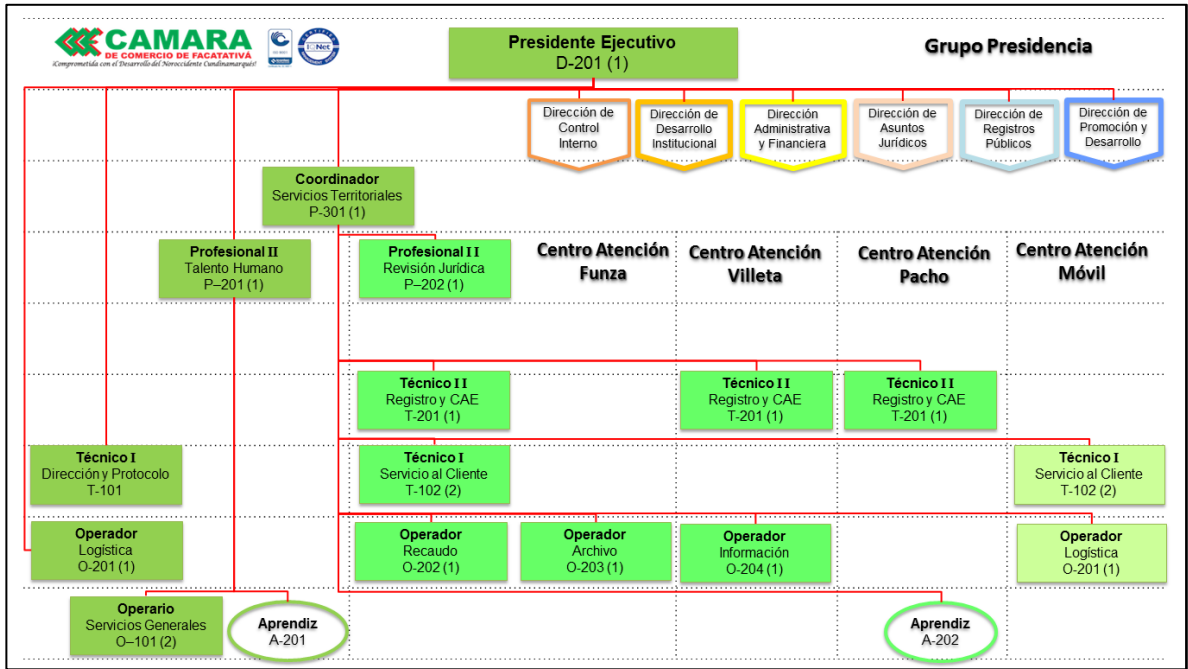 CAMARA
DE COMERCIO DE FACATATIVÁ
¡Comprometida con el Desarrollo del Noroccidente Cundinamarqués!
IQNet
Presidente Ejecutivo
D-201 (1)
Grupo Presidencia
Dirección de
Control
Interno
Dirección de
Desarrollo
Institucional
Dirección
Administrativa
y Financiera
Dirección de
Asuntos
Jurídicos
Dirección de
Registros
Públicos
Dirección de
Promoción y
Desarrollo
Coordinador
Servicios Territoriales
P-301 (1)
Profesional II
Talento Humano
P–201 (1)
Profesional II
Revisión Jurídica
P–202 (1)
Centro Atención
Funza
Centro Atención
Villeta
Centro Atención
Pacho
Centro Atención
Móvil
Técnico II
Registro y CAE
T-201 (1)
Técnico II
Registro y CAE
T-201 (1)
Técnico II
Registro y CAE
T-201 (1)
Técnico I
Dirección y Protocolo
T-101
Técnico I
Servicio al Cliente
T-102 (2)
Técnico I
Servicio al Cliente
T-102 (2)
Operador
Logística
O-201 (1)
Operador
Recaudo
O-202 (1)
Operador
Archivo
O-203 (1)
Operador
Información
O-204 (1)
Operador
Logística
O-201 (1)
Operario
Servicios Generales
O–101 (2)
Aprendiz
A-201
Aprendiz
A-202